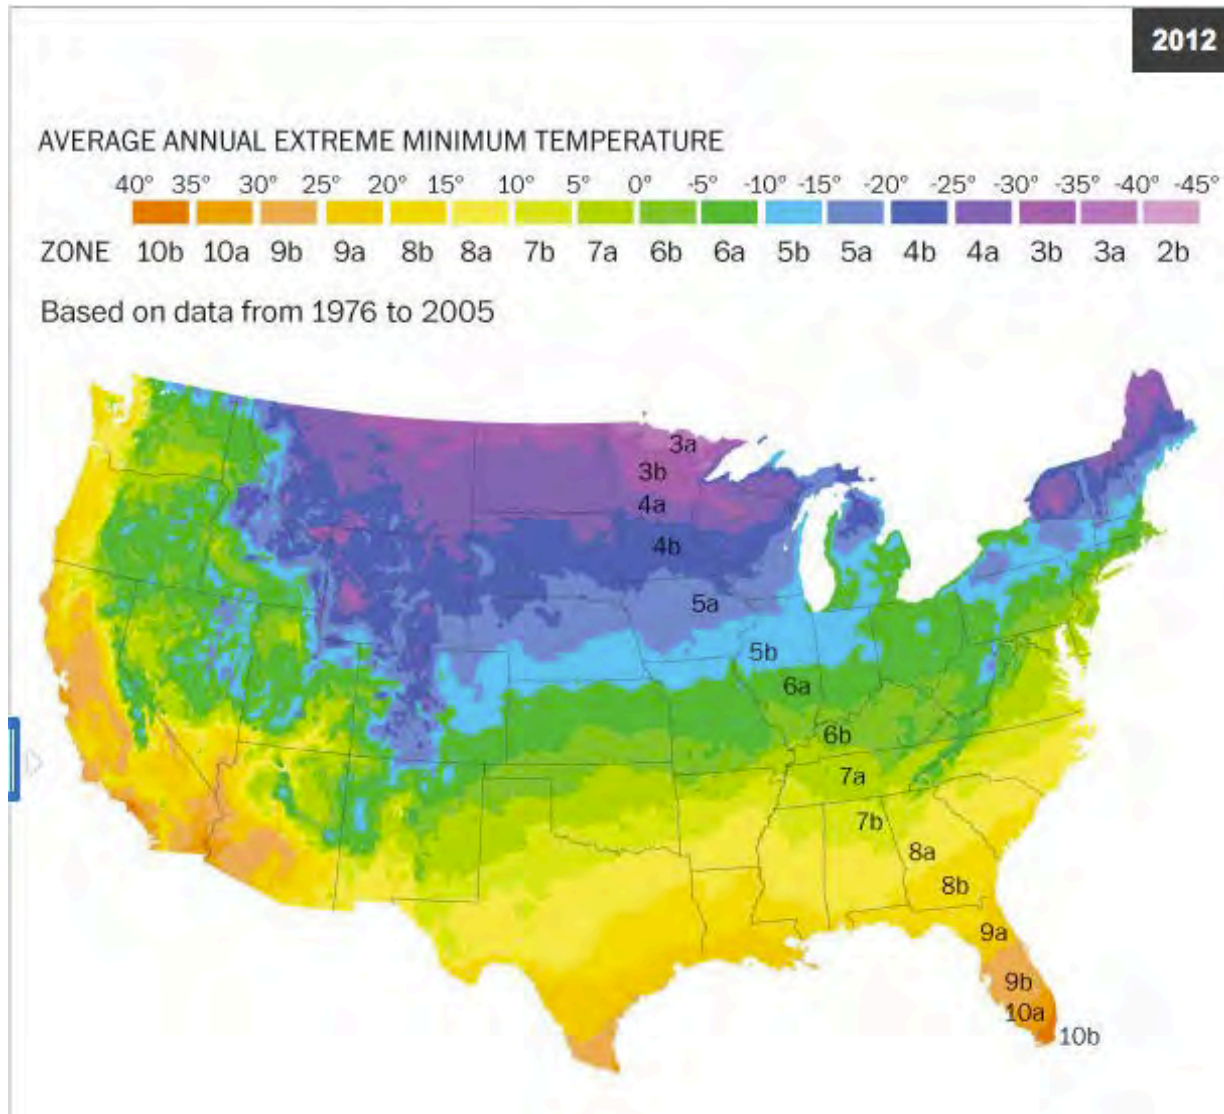 2012
AVERAGE ANNUAL EXTREME MINIMUM TEMPERATURE
40° 35° 30° 25° 20° 15° 10° 5° 0° -5° -10° -15° -20° -25° -30° -35° -40° -45°
ZONE 10b 10a 9b 9a 8b 8a 7b 7a 6b 6a 5b 5a 4b 4a 3b 3a 2b
Based on data from 1976 to 2005
3a
3b
4a
4b
5a
5b
6a
6b
7a
7b
8a
8b
9a
9b
10a
10b